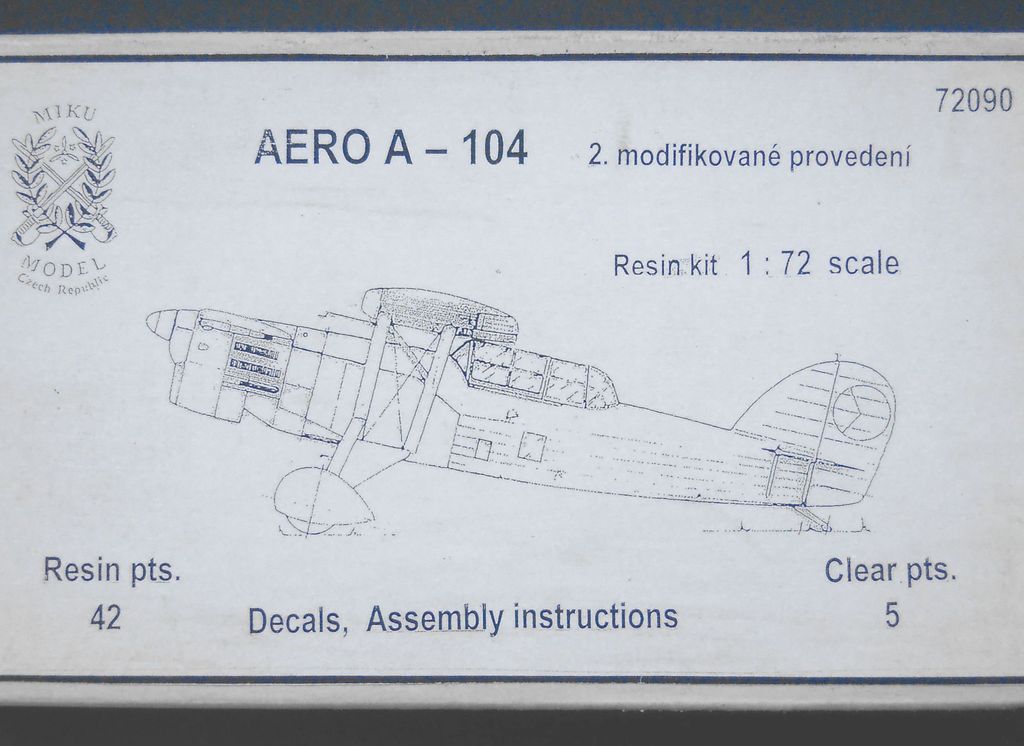 72090
MIKU
MODEL
Czech Republic
AERO A – 104
2. modifikované provedení
Resin kit 1 : 72 scale
Resin pts.
42
Decals, Assembly instructions
Clear pts.
5